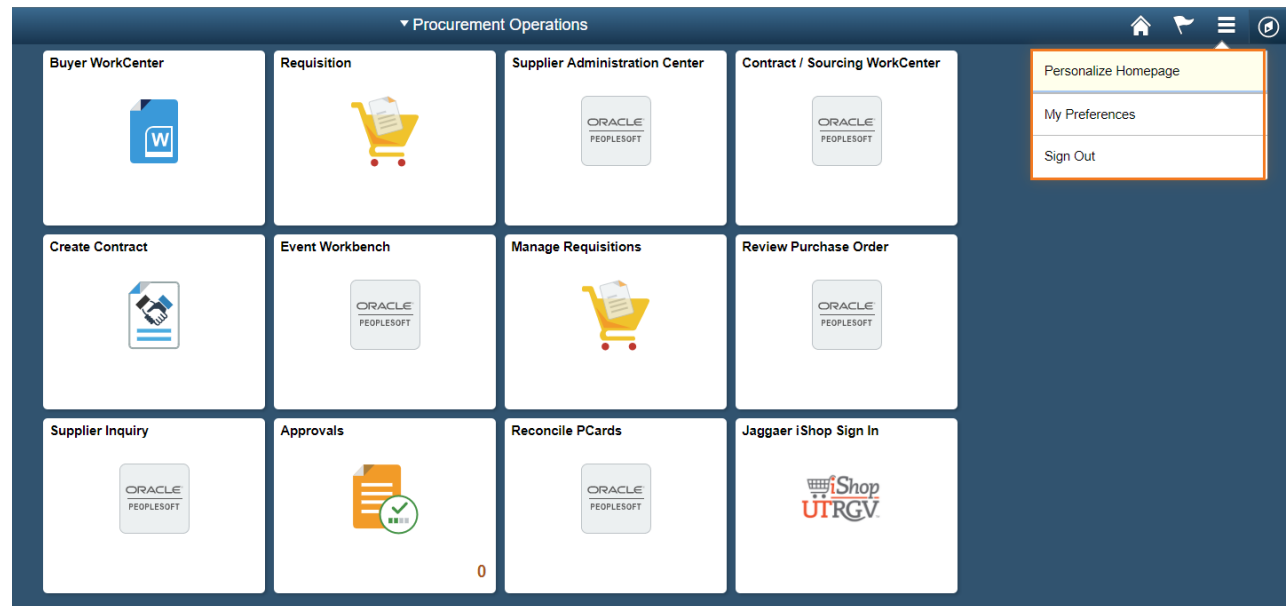 Procurement Operations
Buyer WorkCenter
Requisition
Supplier Administration Center
Contract / Sourcing WorkCenter
Personalize Homepage
My Preferences
Sign Out
W
ORACLE
PEOPLESOFT
ORACLE
PEOPLESOFT
Create Contract
Event Workbench
Manage Requisitions
Review Purchase Order
ORACLE
PEOPLESOFT
ORACLE
PEOPLESOFT
Supplier Inquiry
Approvals
Reconcile PCards
Jaggaer iShop Sign In
ORACLE
PEOPLESOFT
0
ORACLE
PEOPLESOFT
iShop
UTRGV